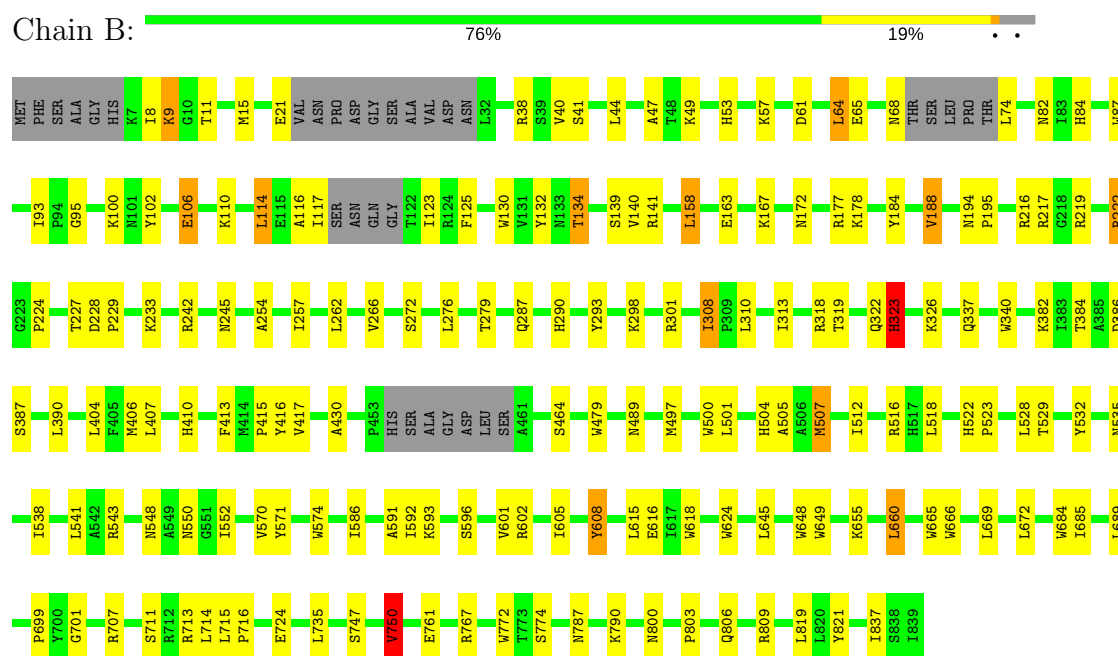 Chain B:
76% 19% • •
MET PHE SER ALA GLY HIS K7 I8 K9 G10 T11 M15 E21 VAL ASN PRO ASP GLY SER ALA VAL ASP ASN L32 R38 S39 V40 S41 L44 A47 T48 K49 H53 K57 D61 L64 E65 N68 THR SER LEU PRO THR L74 N82 I83 H84 W87
I93 P94 G95 K100 N101 Y102 E106 K110 L114 E115 A116 I117 SER ASN GLN GLY T122 I123 R124 F125 W130 V131 Y132 N133 T134 S139 V140 R141 L158 E163 K167 N172 R177 K178 Y184 V188 N194 P195 R216 R217 G218 R219
G223 P224 T227 D228 P229 K233 R242 N245 A254 I257 L262 V266 S272 L276 T279 Q287 H290 Y293 K298 R301 I308 P309 L310 I313 R318 T319 Q322 H323 K326 Q337 W340 K382 I383 T384 A385
S387 L390 L404 F405 M406 L407 H410 F413 M414 P415 Y416 V417 A430 P453 HIS SER ALA GLY ASP LEU SER A461 S464 W479 N489 M497 W500 L501 H504 A505 A506 M507 I512 R516 H517 L518 H522 P523 L528 T529 Y532
I538 L541 A542 R543 N548 A549 N550 G551 I552 V570 Y571 W574 I586 A591 I592 K593 S596 V601 R602 I605 Y608 L615 E616 I617 W618 W624 L645 W648 W649 K655 L660 W665 W666 L669 L672 W684 I685
P699 Y700 G701 R707 S711 R712 R713 L714 L715 P716 E724 L735 S747 V750 E761 R767 W772 T773 S774 N787 K790 N800 P803 Q806 R809 L819 L820 Y821 I837 S838 I839